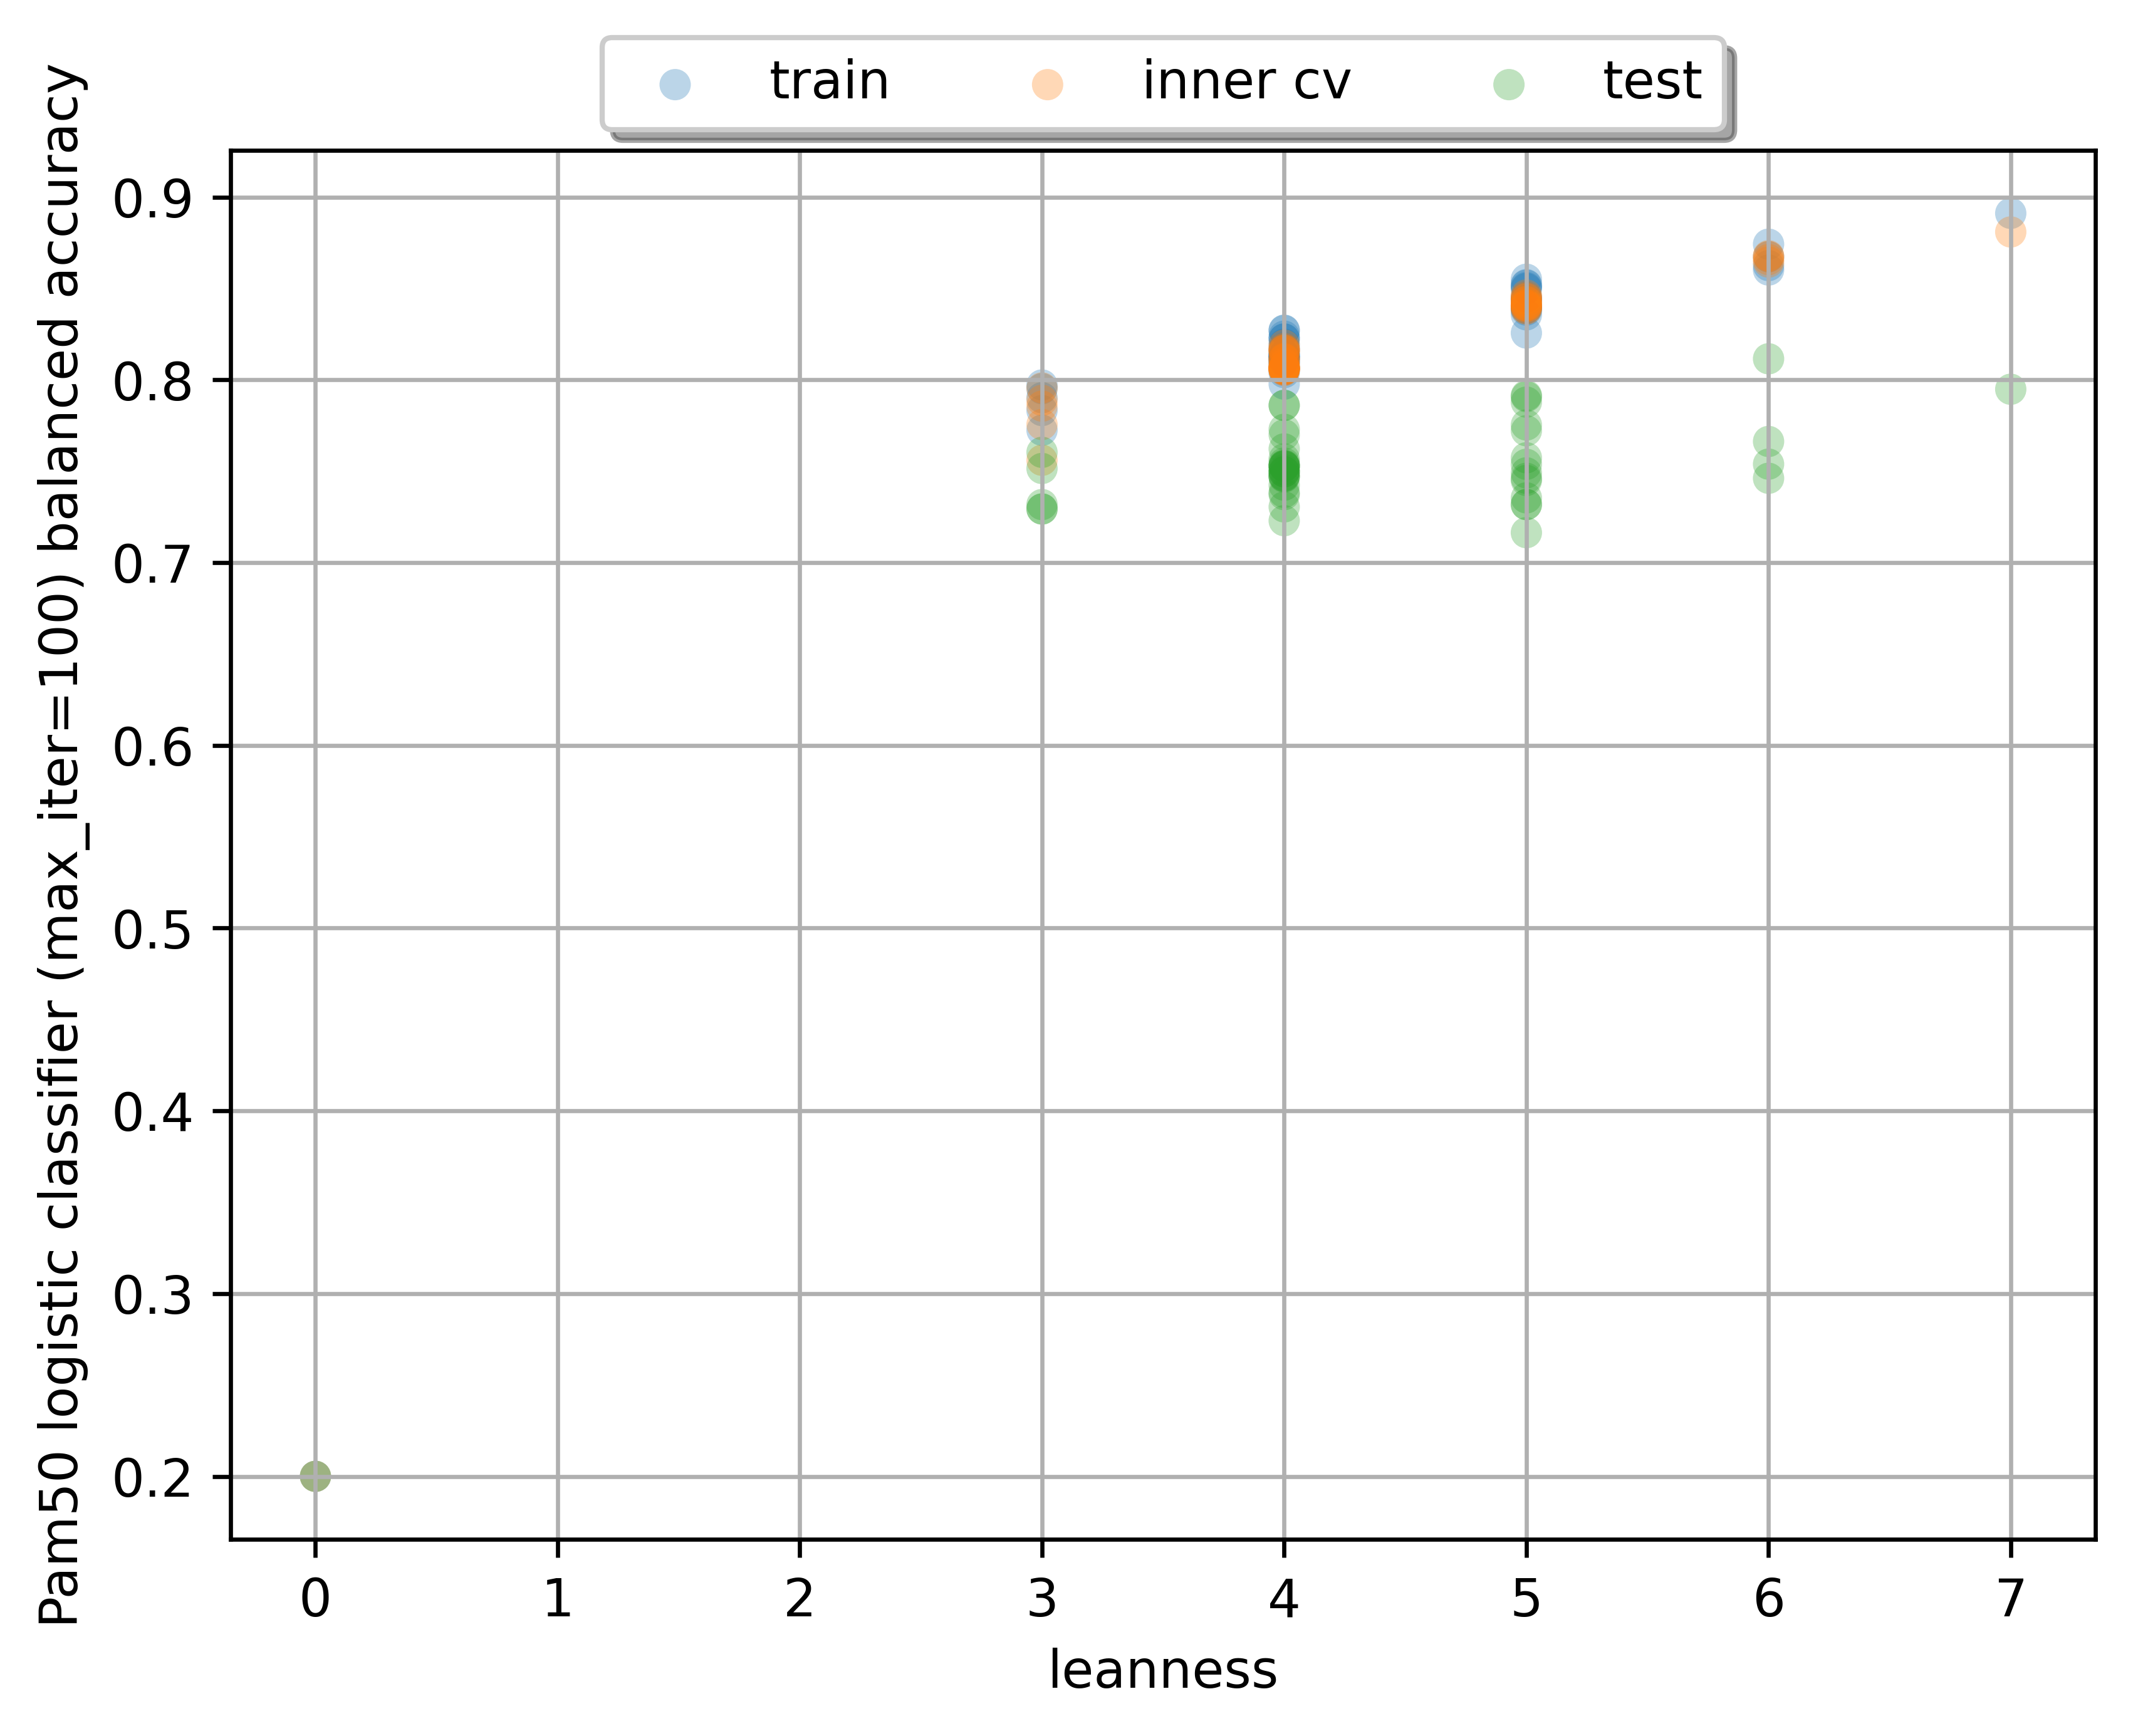 train inner cv test
Pam50 logistic classifier (max_iter=100) balanced accuracy
0.9
0.8
0.7
0.6
0.5
0.4
0.3
0.2
0 1 2 3 4 5 6 7
leanness